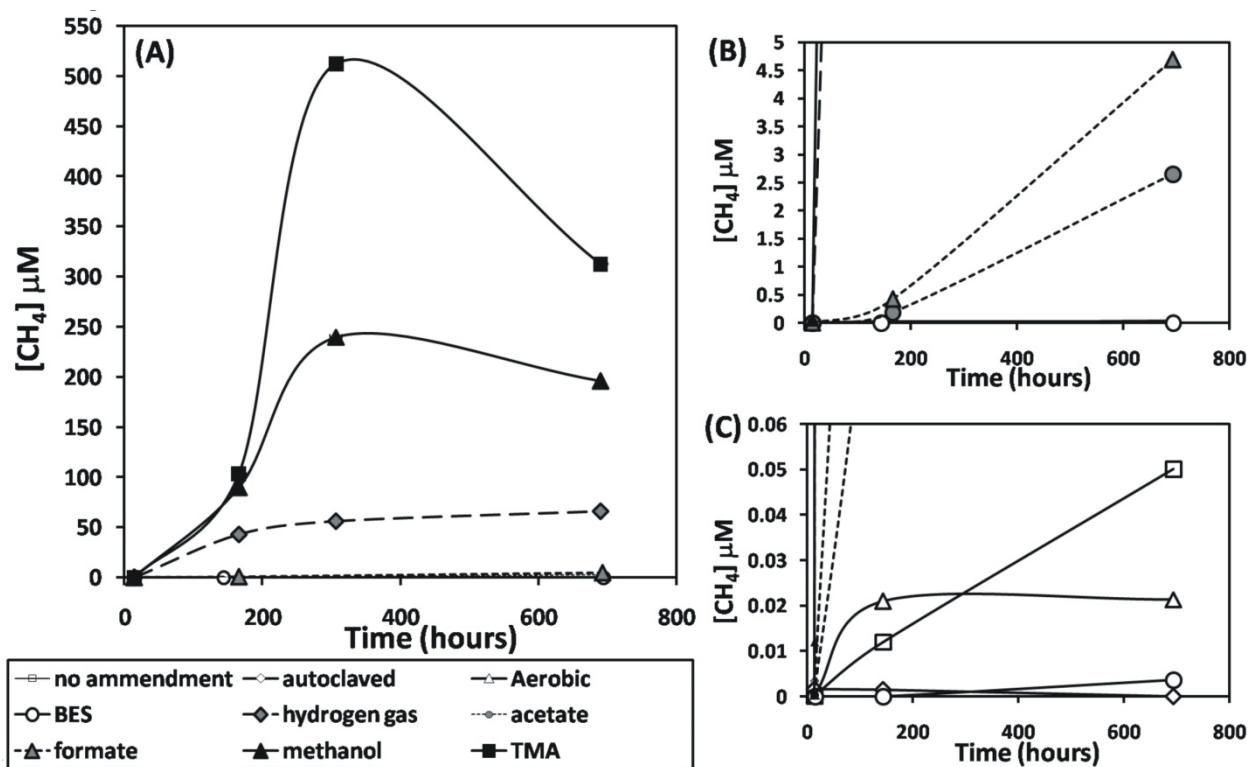 (A)
550
500
450
400
350
300
250
200
150
100
50
0
[CH₄] μM
0 200 400 600 800
Time (hours)
(B)
5
4.5
4
3.5
3
2.5
2
1.5
1
0.5
0
[CH₄] μM
0 200 400 600 800
Time (hours)
(C)
0.06
0.05
0.04
0.03
0.02
0.01
0
[CH₄] μM
0 200 400 600 800
Time (hours)
no ammendment autoclaved Aerobic
BES hydrogen gas acetate
formate methanol TMA